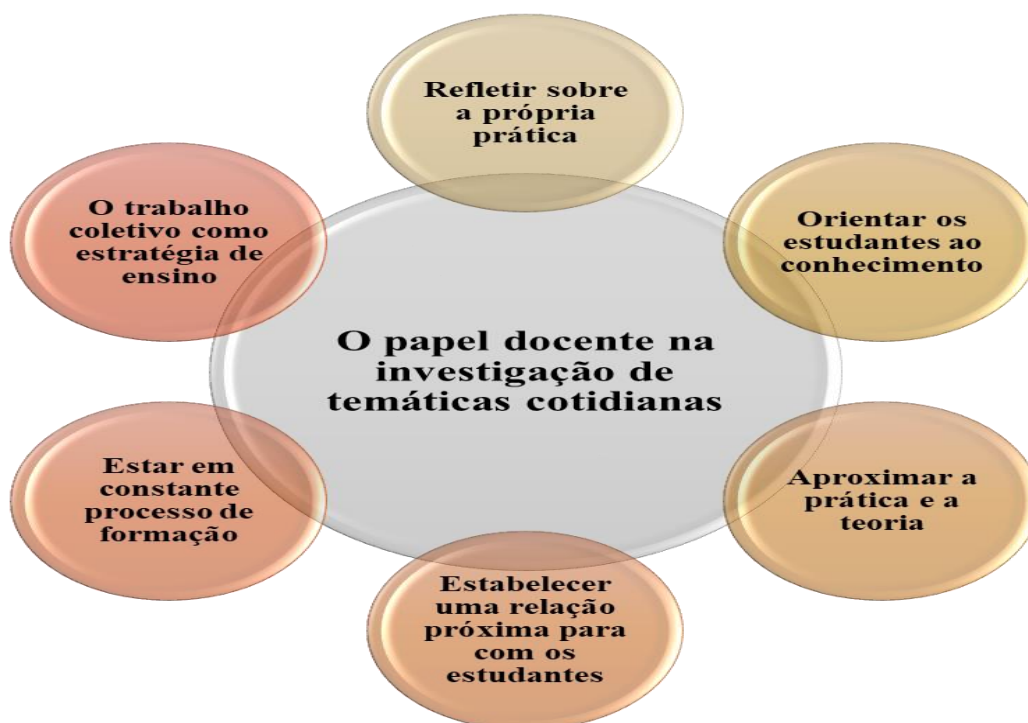 Refletir sobre
a própria
prática
O trabalho
coletivo como
estratégia de
ensino
Orientar os
estudantes ao
conhecimento
O papel docente na
investigação de
temáticas cotidianas
Estar em
constante
processo de
formação
Aproximar a
prática e a
teoria
Estabelecer
uma relação
próxima para
com os
estudantes